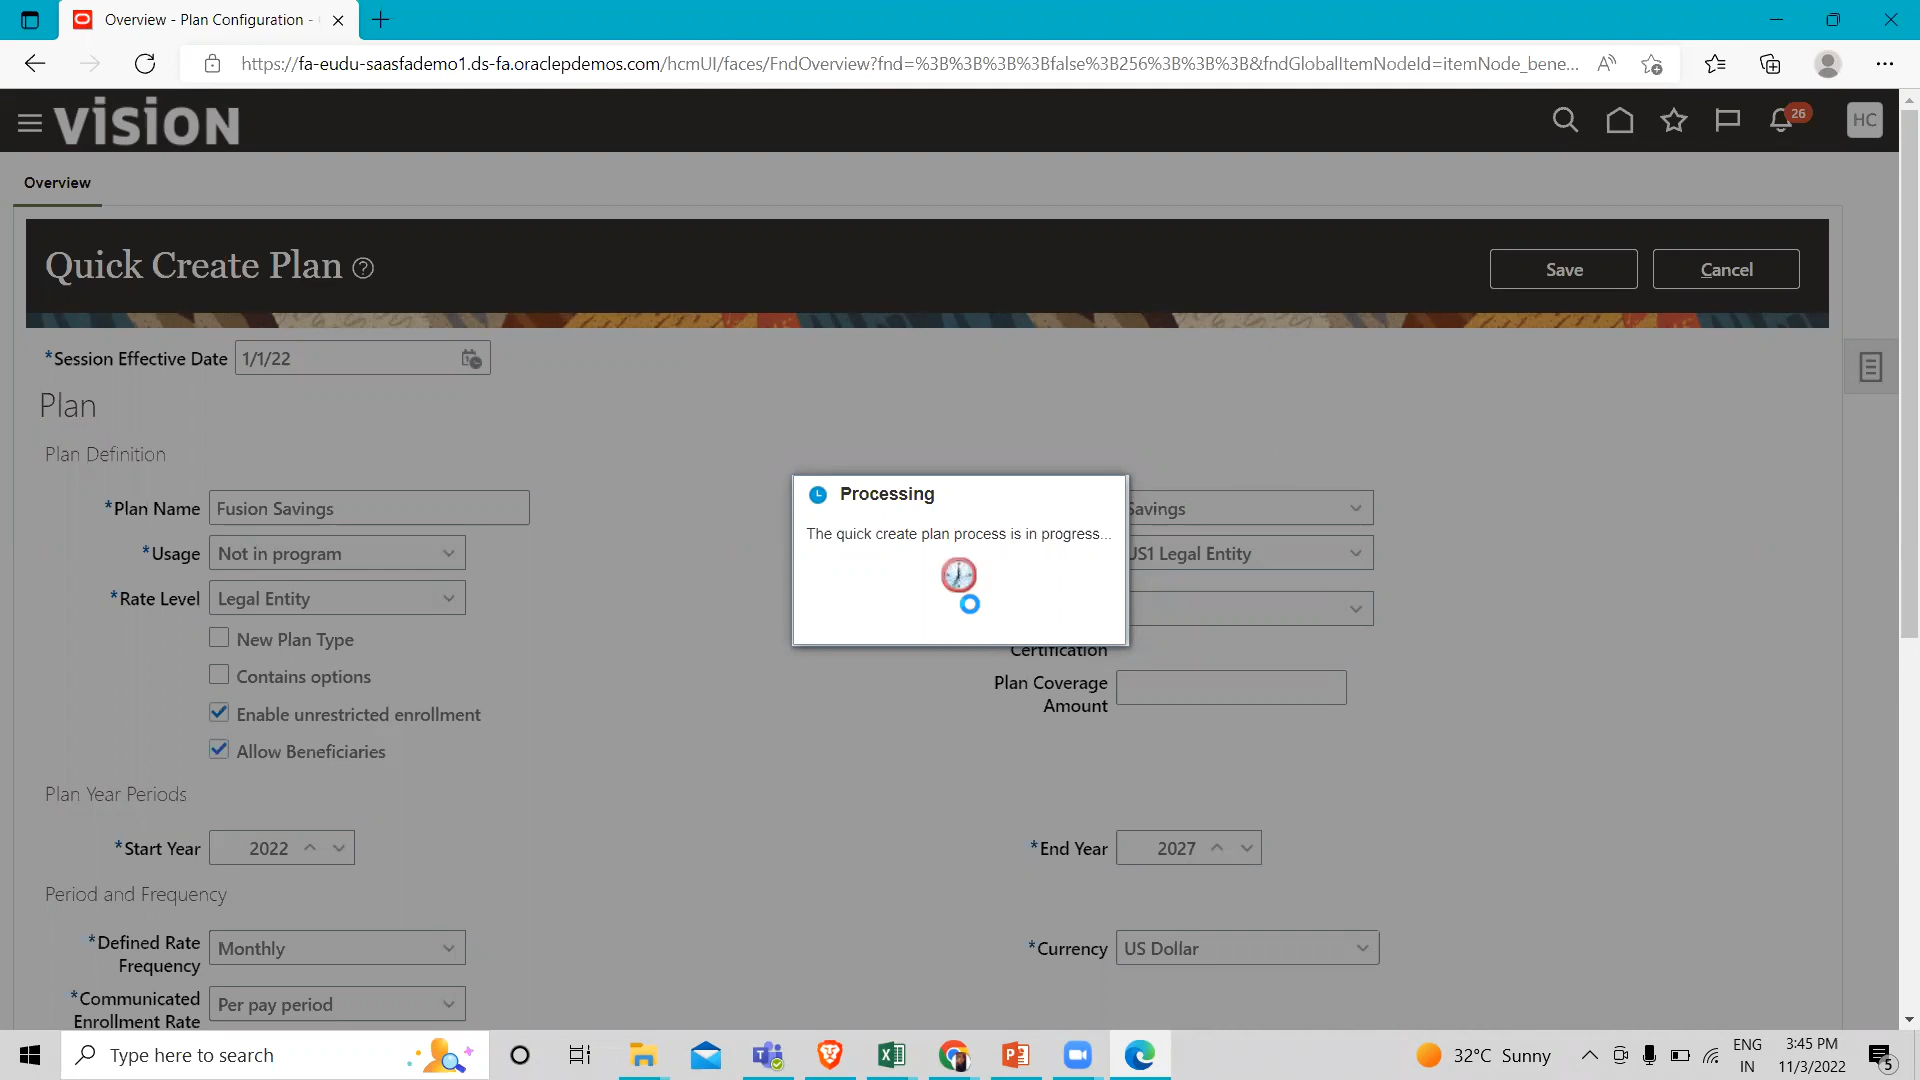 Overview - Plan Configuration -
https://fa-eudu-saasfademo1.ds-fa.oraclepdemos.com/hcmUI/faces/FndOverview?fnd=%3B%3B%3B%3Bfalse%3B256%3B%3B%3B&fndGlobalItemNodeId=itemNode_bene...
VISION
26
HC
Overview
Quick Create Plan
Save
Cancel
*Session Effective Date 1/1/22
Plan
Plan Definition
*Plan Name Fusion Savings
Savings
*Usage Not in program
US1 Legal Entity
*Rate Level Legal Entity
New Plan Type
Contains options
Enable unrestricted enrollment
Allow Beneficiaries
Processing
The quick create plan process is in progress...
Certification
Plan Coverage
Amount
Plan Year Periods
*Start Year 2022
*End Year 2027
Period and Frequency
*Defined Rate
Frequency
Monthly
*Currency US Dollar
*Communicated
Enrollment Rate
Per pay period
Type here to search
32°C Sunny
ENG
IN
3:45 PM
11/3/2022
5